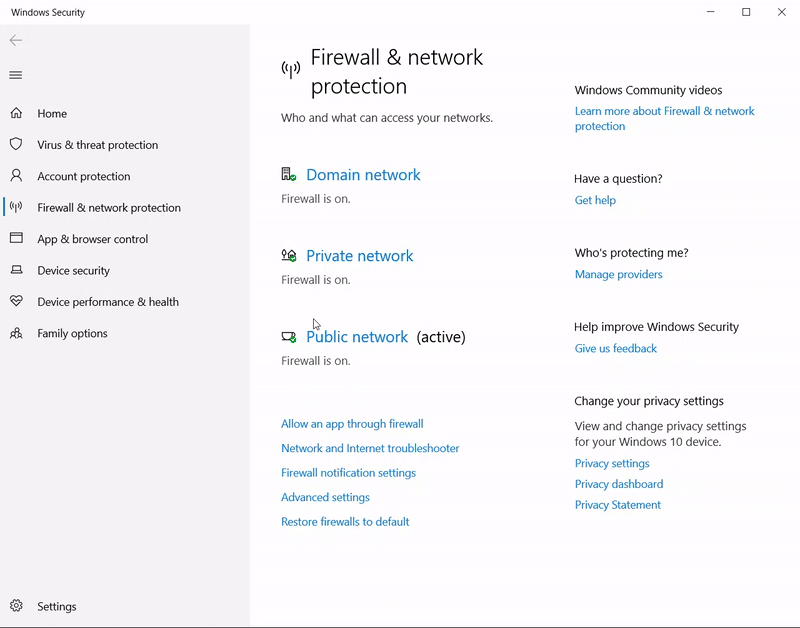 Windows Security
Home
Virus & threat protection
Account protection
Firewall & network protection
App & browser control
Device security
Device performance & health
Family options
Settings
Firewall & network
protection
Who and what can access your networks.
Domain network
Firewall is on.
Private network
Firewall is on.
Public network (active)
Firewall is on.
Allow an app through firewall
Network and Internet troubleshooter
Firewall notification settings
Advanced settings
Restore firewalls to default
Windows Community videos
Learn more about Firewall & network
protection
Have a question?
Get help
Who's protecting me?
Manage providers
Help improve Windows Security
Give us feedback
Change your privacy settings
View and change privacy settings
for your Windows 10 device.
Privacy settings
Privacy dashboard
Privacy Statement